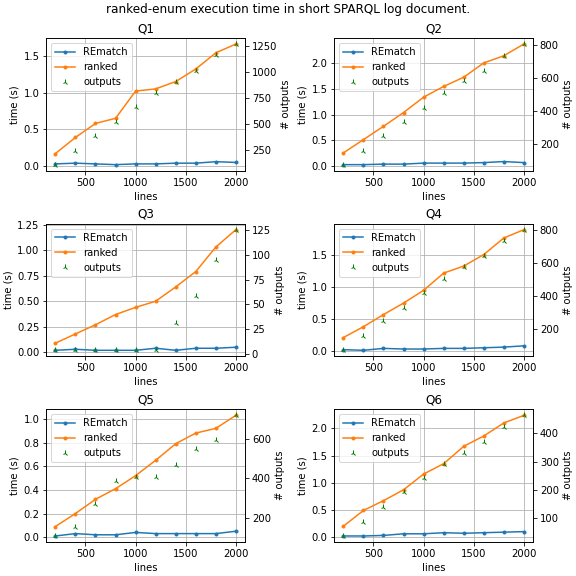 ranked-enum execution time in short SPARQL log document.
Q1
REmatch
ranked
outputs
time (s)
# outputs
0.0 0.5 1.0 1.5
250 500 750 1000 1250
500 1000 1500 2000
lines
Q2
REmatch
ranked
outputs
time (s)
# outputs
0.0 0.5 1.0 1.5 2.0
200 400 600 800
500 1000 1500 2000
lines
Q3
REmatch
ranked
outputs
time (s)
# outputs
0.00 0.25 0.50 0.75 1.00 1.25
0 25 50 75 100 125
500 1000 1500 2000
lines
Q4
REmatch
ranked
outputs
time (s)
# outputs
0.0 0.5 1.0 1.5
200 400 600 800
500 1000 1500 2000
lines
Q5
REmatch
ranked
outputs
time (s)
# outputs
0.0 0.2 0.4 0.6 0.8 1.0
200 400 600
500 1000 1500 2000
lines
Q6
REmatch
ranked
outputs
time (s)
# outputs
0.0 0.5 1.0 1.5 2.0
100 200 300 400
500 1000 1500 2000
lines